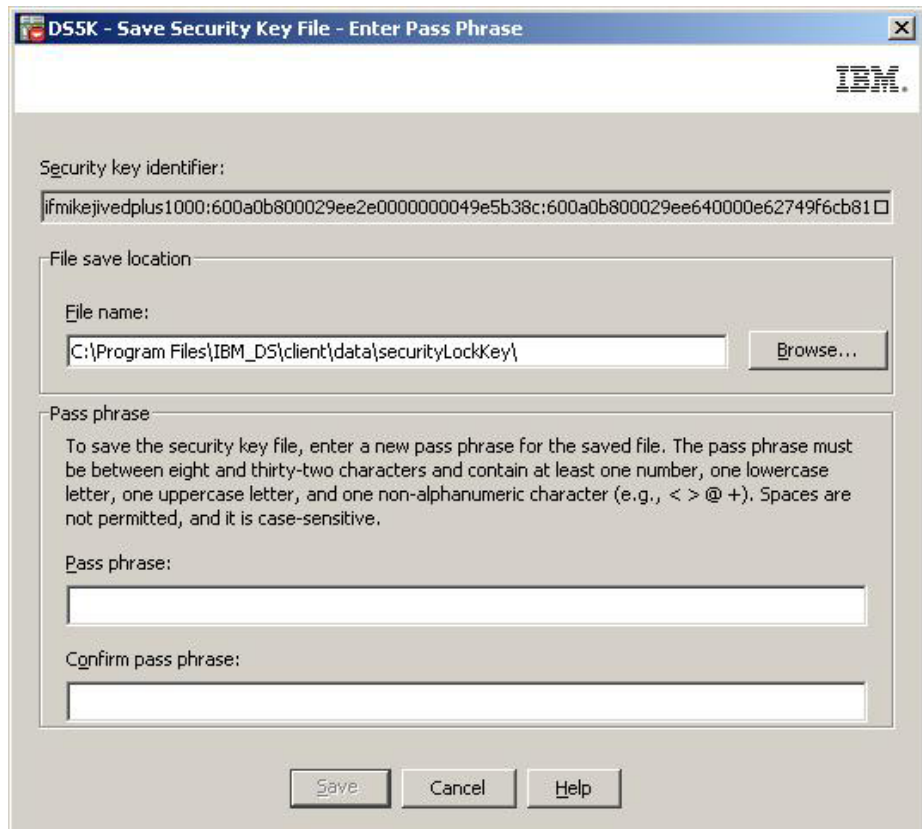 DS5K - Save Security Key File - Enter Pass Phrase
IBM.
Security key identifier:
ifmikejivedplus1000:600a0b800029ee2e0000000049e5b38c:600a0b800029ee640000e62749f6cb81□
File save location
File name:
C:\Program Files\IBM_DS\client\data\securityLockKey\
Browse...
Pass phrase
To save the security key file, enter a new pass phrase for the saved file. The pass phrase must
be between eight and thirty-two characters and contain at least one number, one lowercase
letter, one uppercase letter, and one non-alphanumeric character (e.g., < > @ +). Spaces are
not permitted, and it is case-sensitive.
Pass phrase:
Confirm pass phrase:
Save Cancel Help